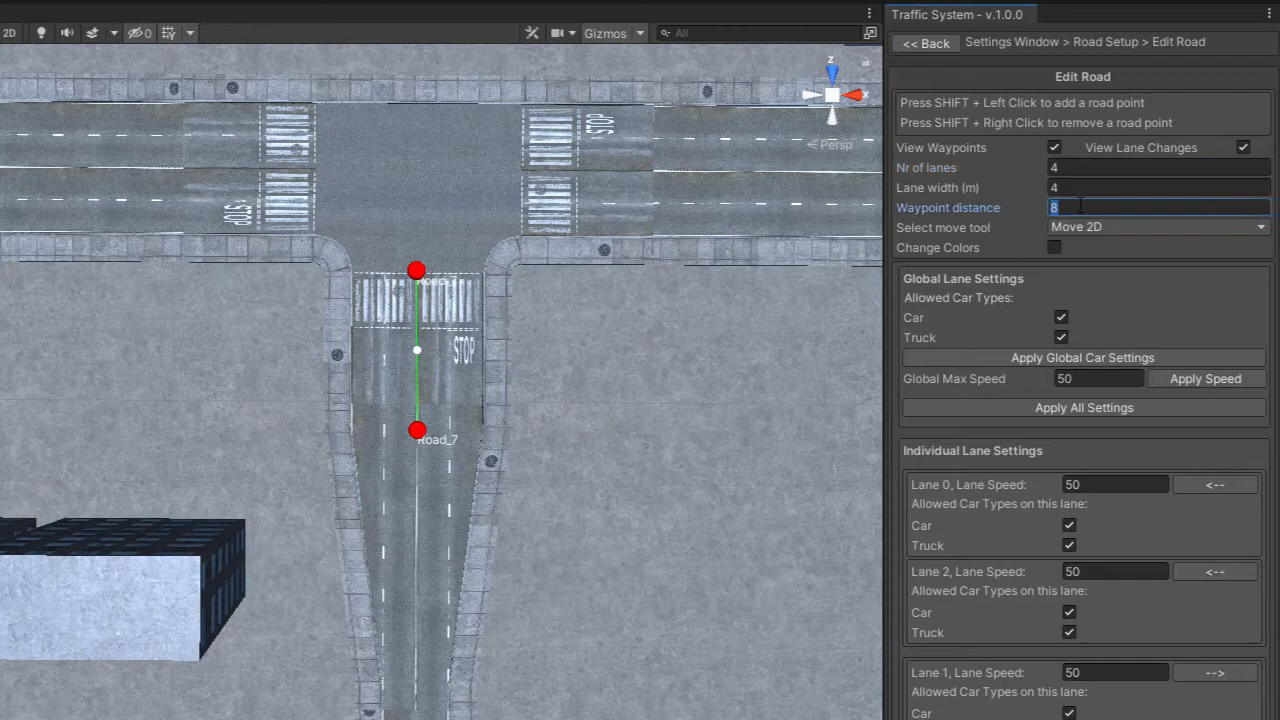 Traffic System - v.1.0.0
2D
0
Gizmos
All
<< Back
Settings Window > Road Setup > Edit Road
Edit Road
Press SHIFT + Left Click to add a road point
Press SHIFT + Right Click to remove a road point
View Waypoints
View Lane Changes
Nr of lanes
4
Lane width (m)
4
Waypoint distance
8
Select move tool
Move 2D
Change Colors
Global Lane Settings
Allowed Car Types:
Car
Truck
Apply Global Car Settings
Global Max Speed
50
Apply Speed
Apply All Settings
Individual Lane Settings
Lane 0, Lane Speed:
50
<--
Allowed Car Types on this lane:
Car
Truck
Lane 2, Lane Speed:
50
<--
Allowed Car Types on this lane:
Car
Truck
Lane 1, Lane Speed:
50
-->
Allowed Car Types on this lane:
Car
z
x
< Persp
STOP
STOP
Road_7
STOP
Road_7